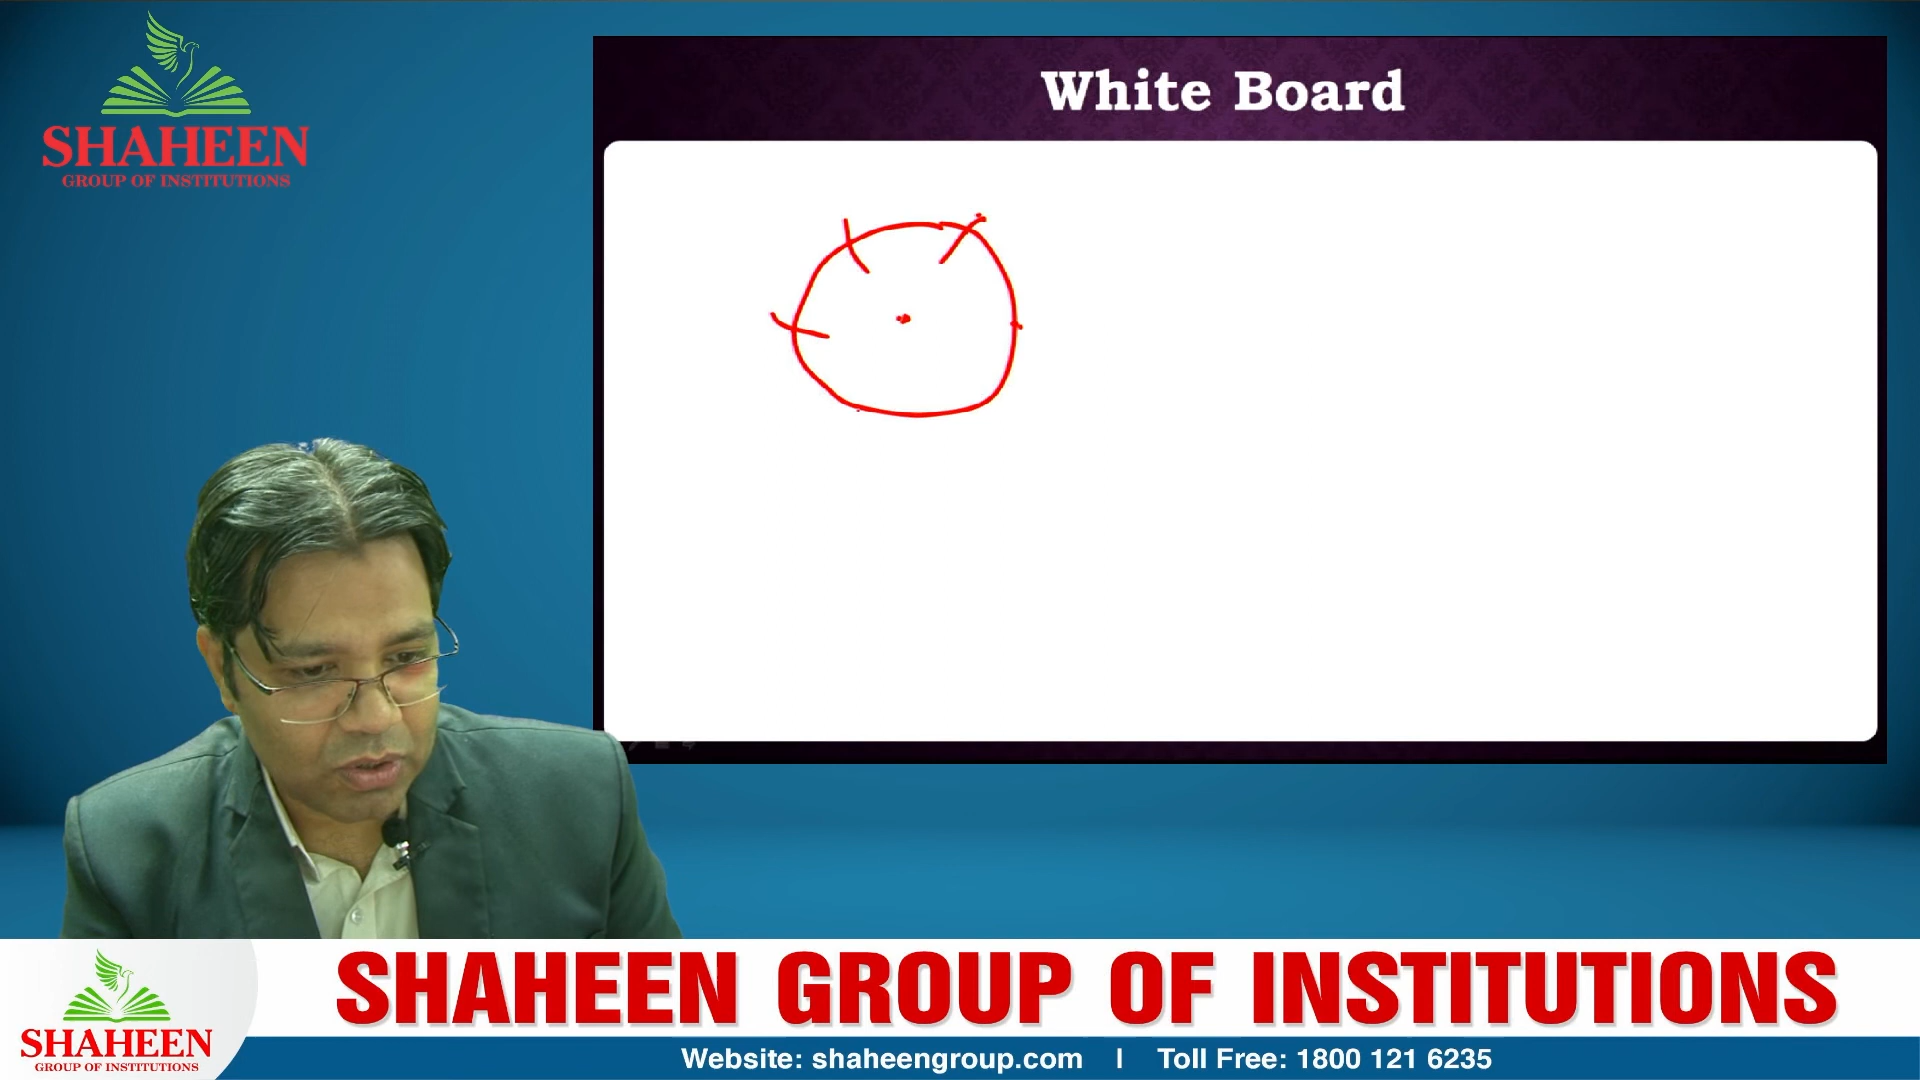 SHAHEEN
GROUP OF INSTITUTIONS
White Board
SHAHEEN
GROUP OF INSTITUTIONS
SHAHEEN GROUP OF INSTITUTIONS
Website: shaheengroup.com I Toll Free: 1800 121 6235